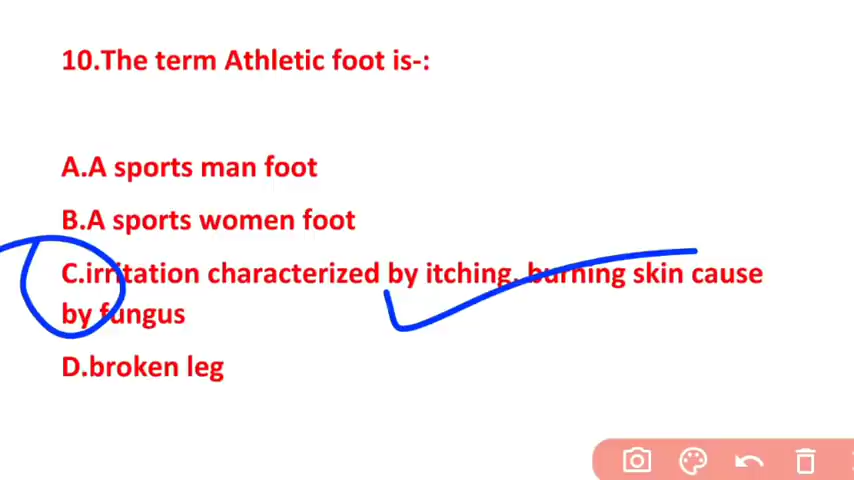 10.The term Athletic foot is-:
A.A sports man foot
B.A sports women foot
C.irritation characterized by itching, burning skin cause
by fungus
D.broken leg